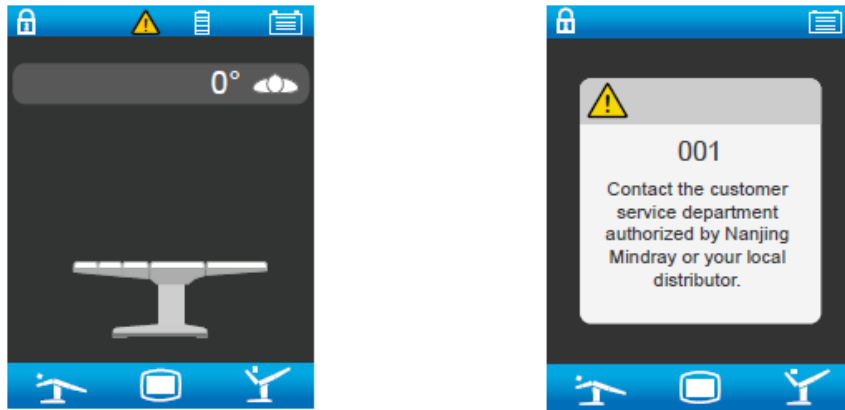 0°
001
Contact the customer
service department
authorized by Nanjing
Mindray or your local
distributor.